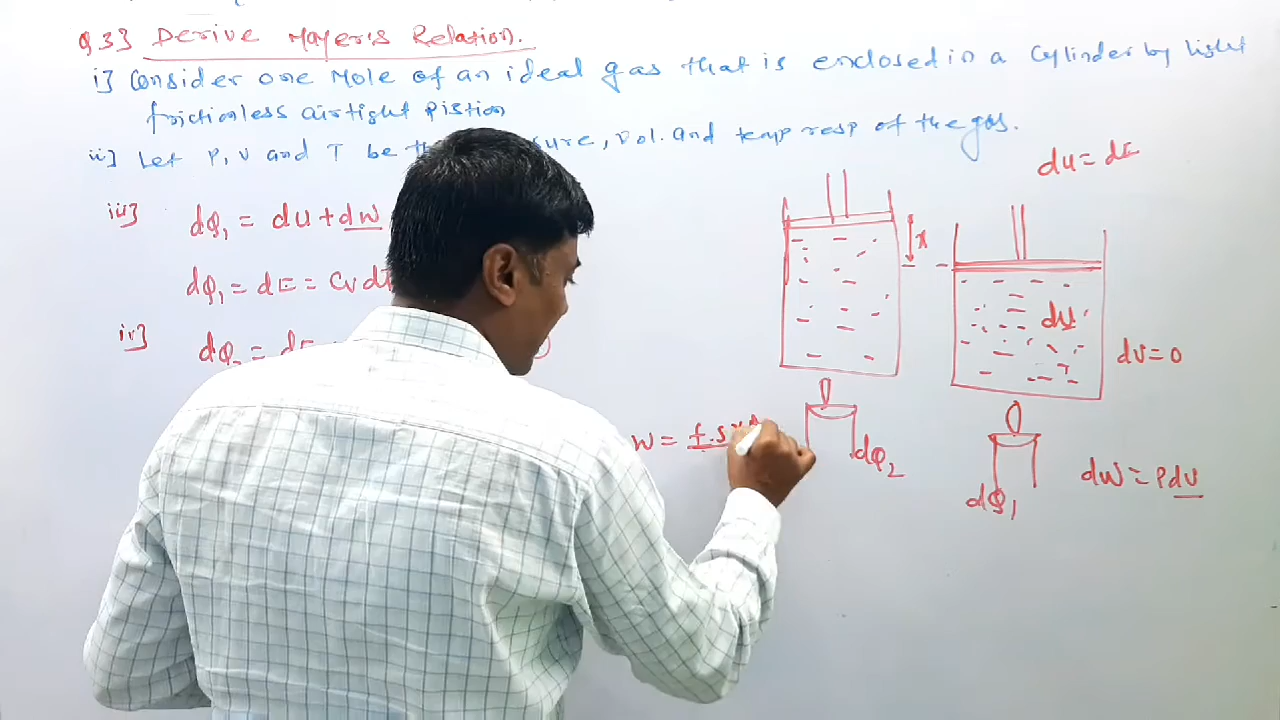 Q 3] Derive Mayer's Relation.
i] Consider one Mole of an ideal gas that is enclosed in a Cylinder by light
frictionless airtight pistion
ii] Let P, V and T be the sure, Vol. and temp resp of the gas.
du = dE
iii] dQ1 = du + dW
x
dQ1 = dE = Cv dT
du
iv] dQ2 = dE
dV = 0
W = f.s
dQ2
dQ1
dW = PdV